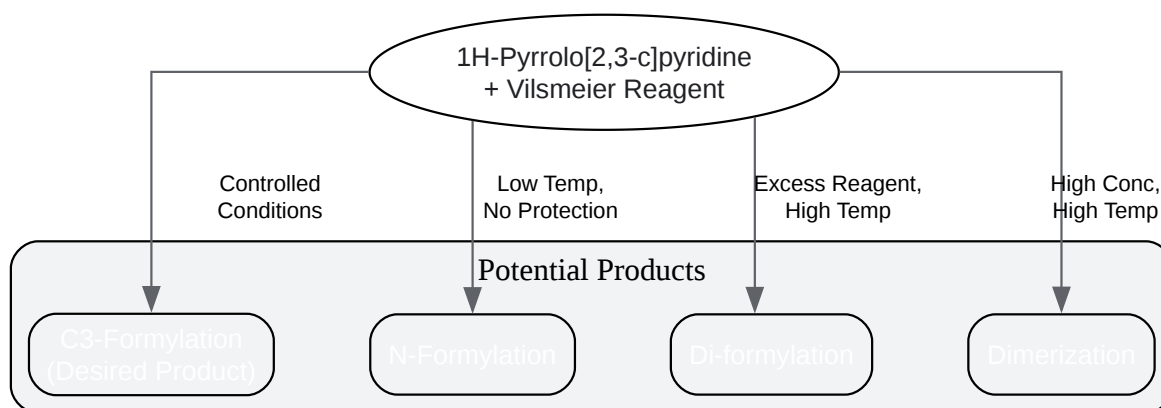 1H-Pyrrolo[2,3-c]pyridine
+ Vilsmeier Reagent
Controlled
Conditions
Low Temp,
No Protection
Excess Reagent,
High Temp
High Conc,
High Temp
Potential Products
C3-Formylation
(Desired Product)
N-Formylation
Di-formylation
Dimerization